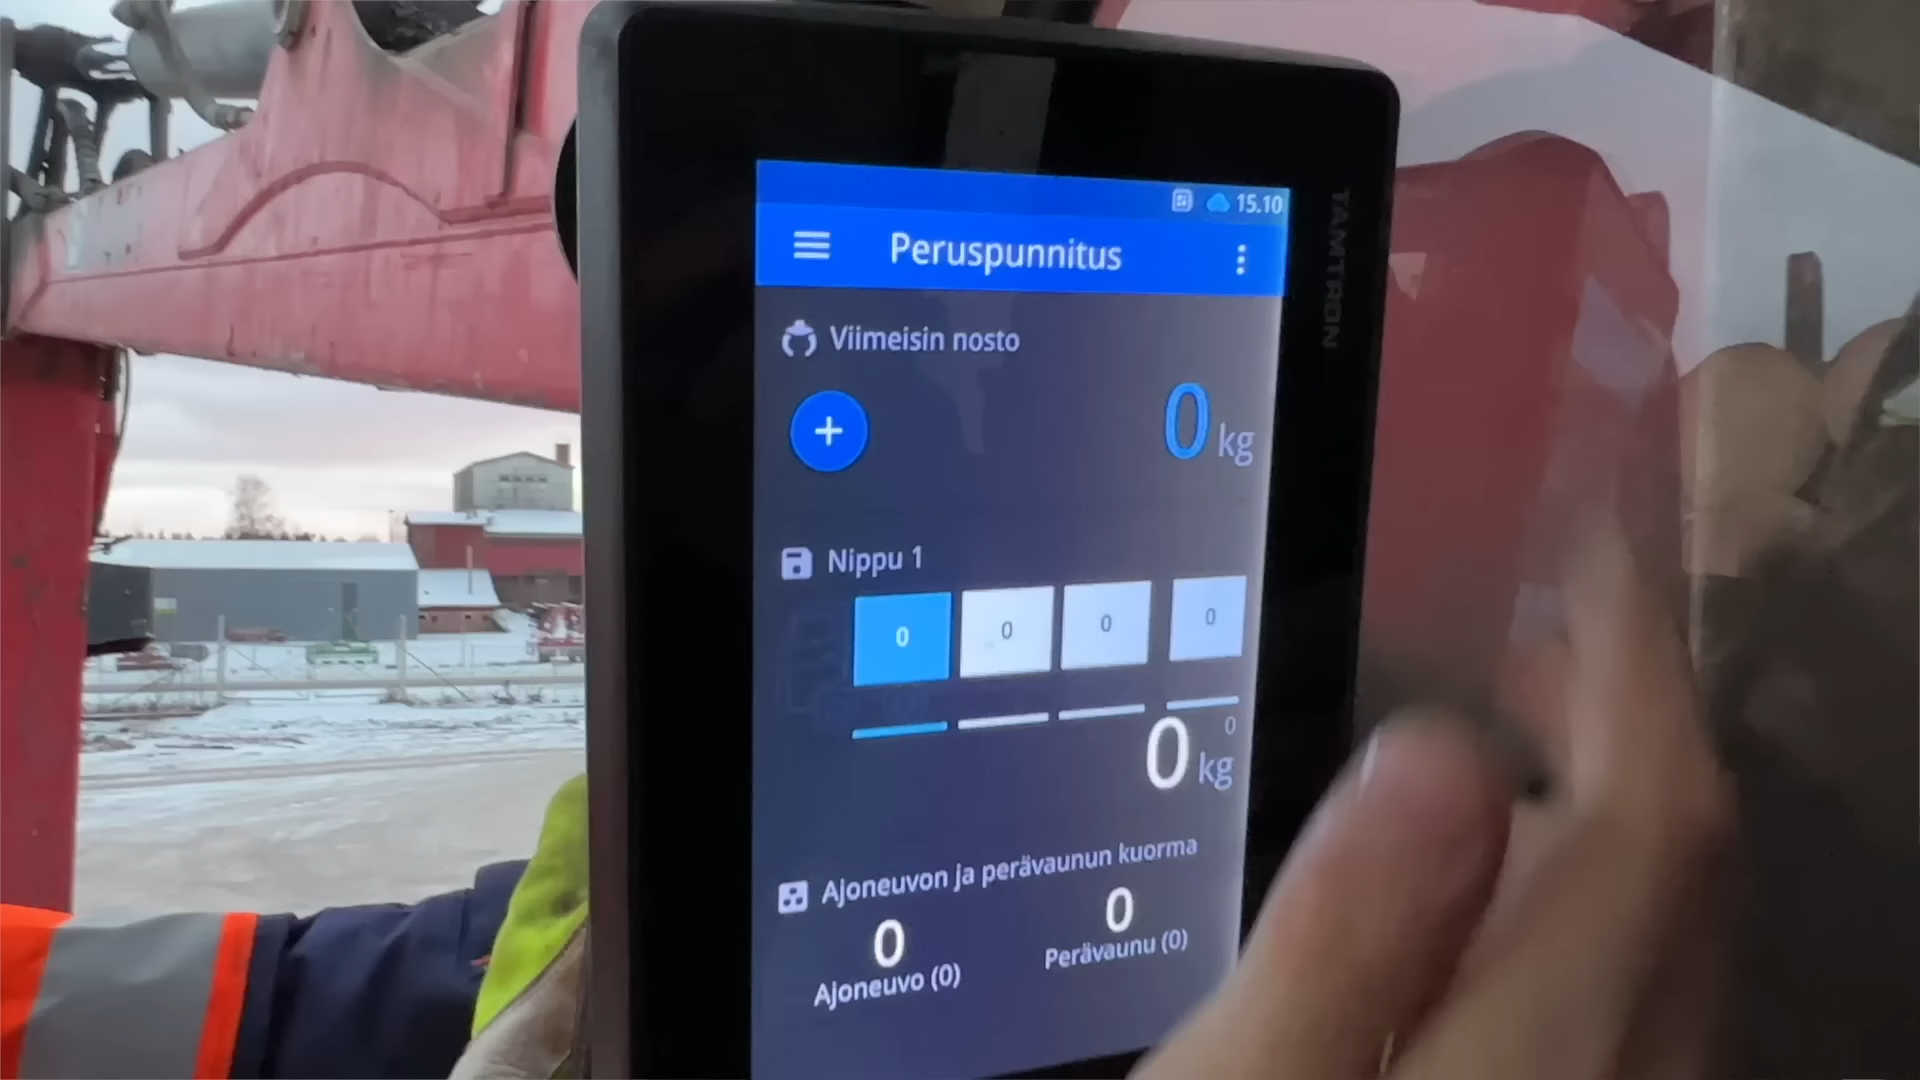 15.10
Peruspunnitus
TAMTRON
Viimeisin nosto
+
0 kg
Nippu 1
0 0 0 0
0
0 kg
Ajoneuvon ja perävaunun kuorma
0 0
Ajoneuvo (0) Perävaunu (0)